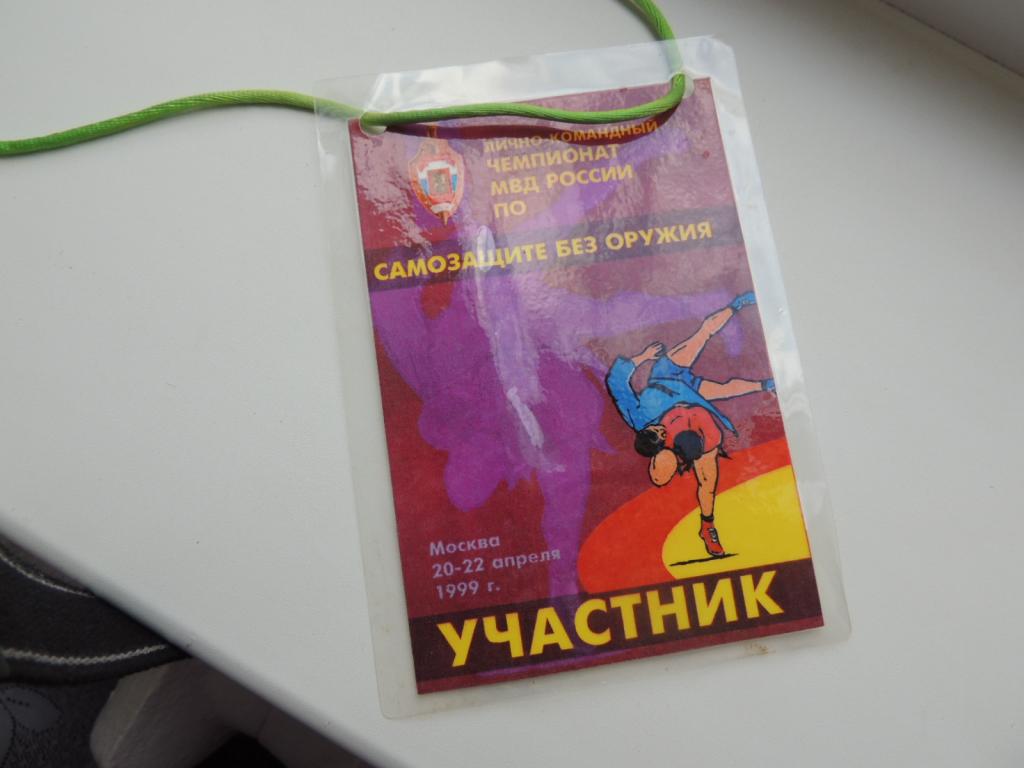 ЛИЧНО-КОМАНДНЫЙ
ЧЕМПИОНАТ
МВД РОССИИ
ПО
САМОЗАЩИТЕ БЕЗ ОРУЖИЯ
Москва
20-22 апреля
1999 г.
УЧАСТНИК